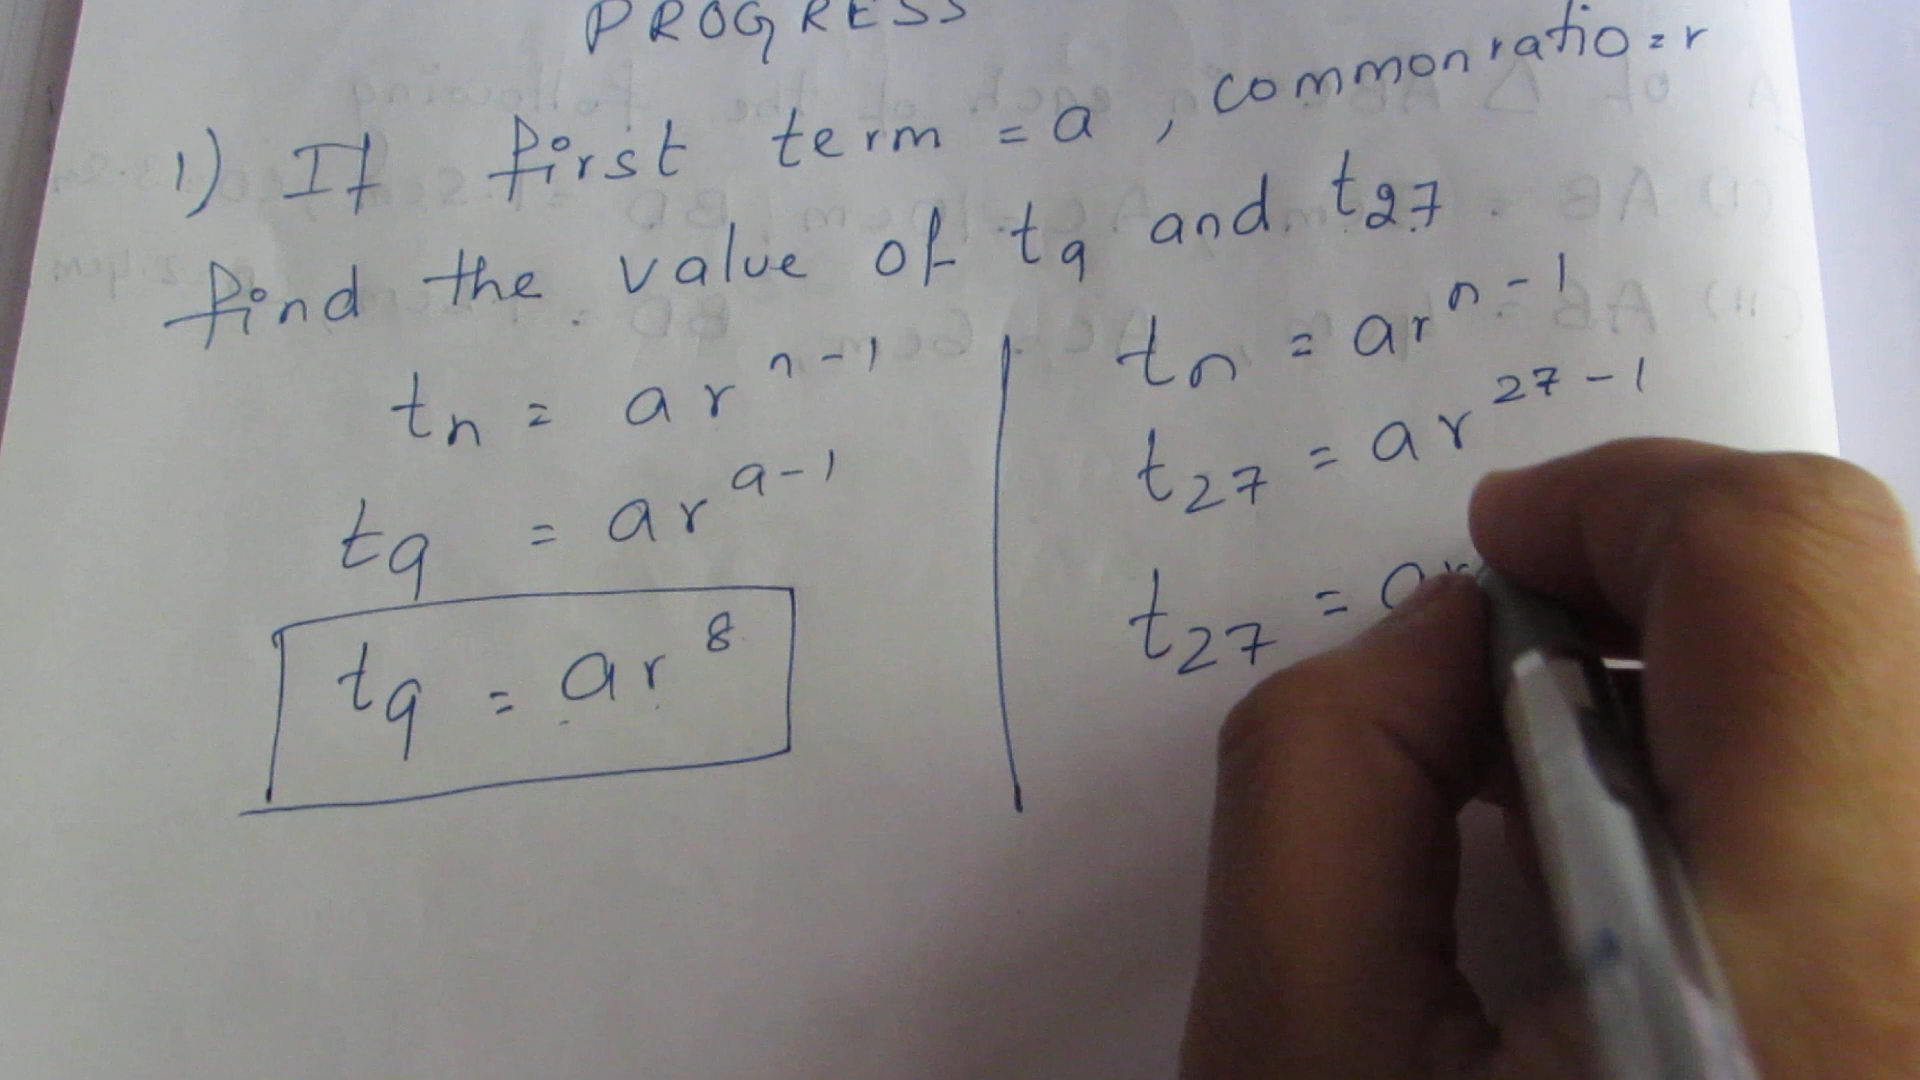 PROGRESS
1) If first term = a, common ratio = r
find the value of t9 and t27.
tn = ar^n-1
t9 = ar^9-1
t9 = ar^8
tn = ar^n-1
t27 = ar^27-1
t27 = ar